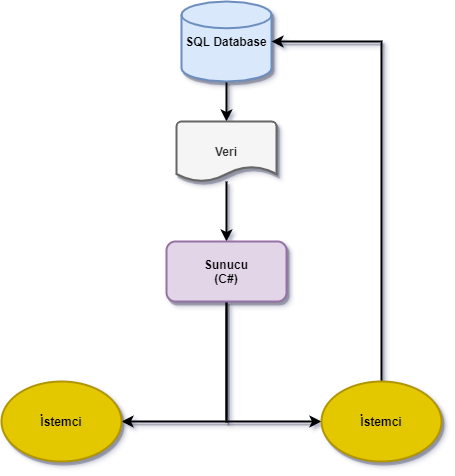 SQL Database
Veri
Sunucu
(C#)
İstemci
İstemci